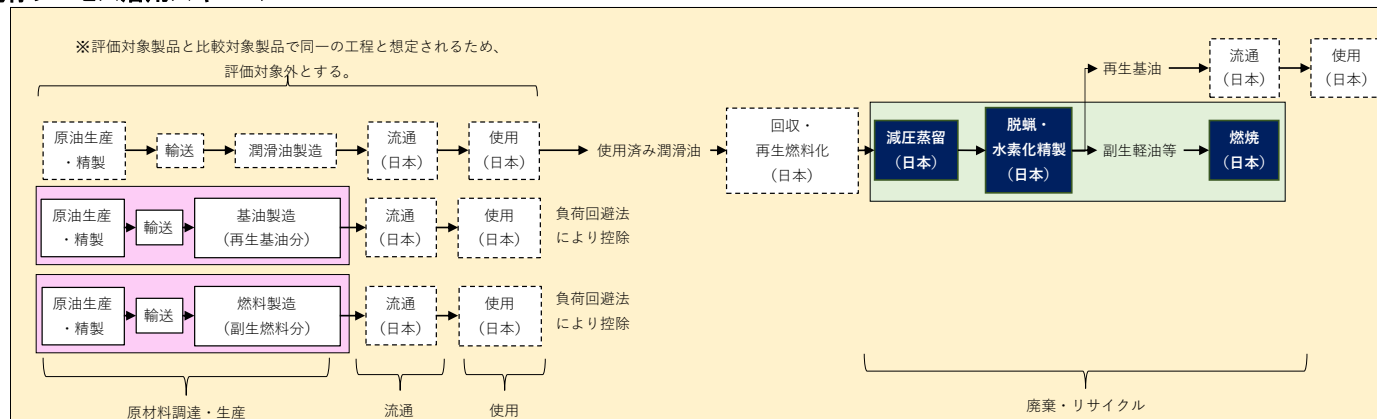 ※評価対象製品と比較対象製品で同一の工程と想定されるため、
評価対象外とする。
原油生産
・精製
輸送
潤滑油製造
流通
（日本）
使用
（日本）
使用済み潤滑油
回収・
再生燃料化
（日本）
減圧蒸留
（日本）
脱蝋・
水素化精製
（日本）
再生基油
流通
（日本）
使用
（日本）
副生軽油等
燃焼
（日本）
原油生産
・精製
輸送
基油製造
（再生基油分）
流通
（日本）
使用
（日本）
負荷回避法
により控除
原油生産
・精製
輸送
燃料製造
（副生燃料分）
流通
（日本）
使用
（日本）
負荷回避法
により控除
原材料調達・生産
流通
使用
廃棄・リサイクル